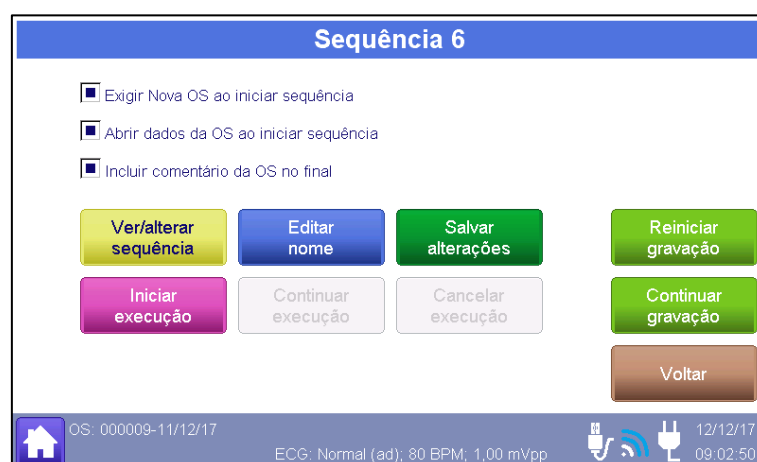 Sequência 6
Exigir Nova OS ao iniciar sequência
Abrir dados da OS ao iniciar sequência
Incluir comentário da OS no final
Ver/alterar
sequência
Editar
nome
Salvar
alterações
Reiniciar
gravação
Iniciar
execução
Continuar
execução
Cancelar
execução
Continuar
gravação
Voltar
OS: 000009-11/12/17
12/12/17
ECG: Normal (ad); 80 BPM; 1,00 mVpp
09:02:50